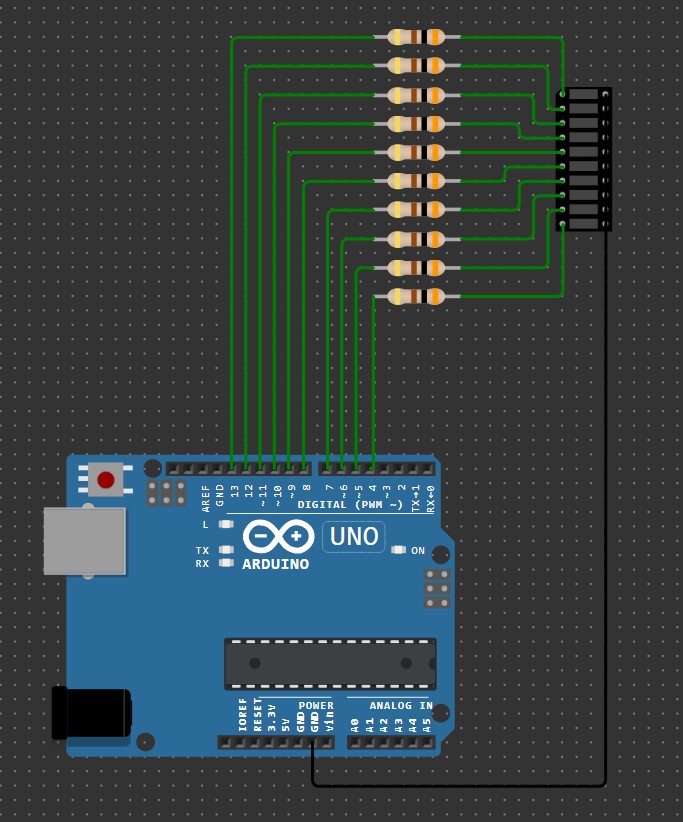 AREF
GND
13
12
~11
~10
~9
8
7
~6
~5
4
~3
2
TX→1
RX←0
DIGITAL (PWM ~)
L
TX
RX
UNO
ON
ARDUINO
POWER
ANALOG IN
IOREF
RESET
3.3V
5V
GND
GND
Vin
A0
A1
A2
A3
A4
A5